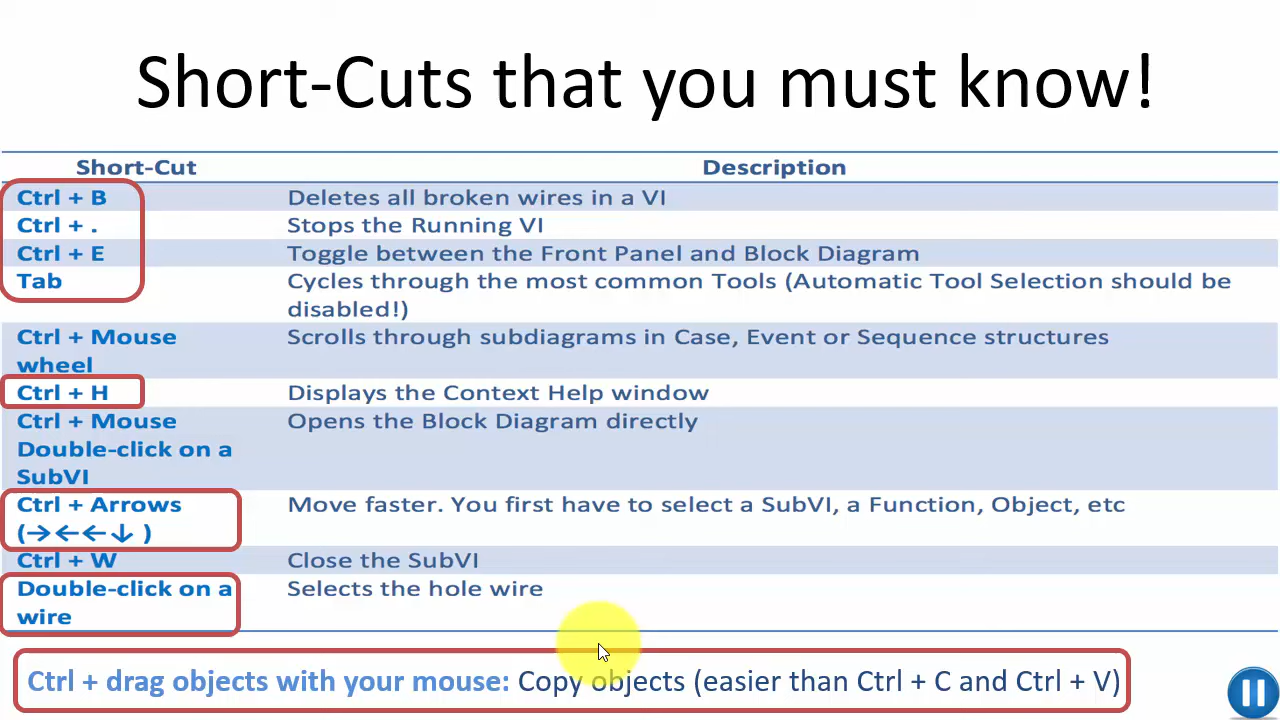 Short-Cuts that you must know!
Short-Cut Description
Ctrl + B Deletes all broken wires in a VI
Ctrl + . Stops the Running VI
Ctrl + E Toggle between the Front Panel and Block Diagram
Tab Cycles through the most common Tools (Automatic Tool Selection should be
disabled!)
Ctrl + Mouse Scrolls through subdiagrams in Case, Event or Sequence structures
wheel
Ctrl + H Displays the Context Help window
Ctrl + Mouse Opens the Block Diagram directly
Double-click on a
SubVI
Ctrl + Arrows Move faster. You first have to select a SubVI, a Function, Object, etc
(→←←↓ )
Ctrl + W Close the SubVI
Double-click on a Selects the hole wire
wire
Ctrl + drag objects with your mouse: Copy objects (easier than Ctrl + C and Ctrl + V)